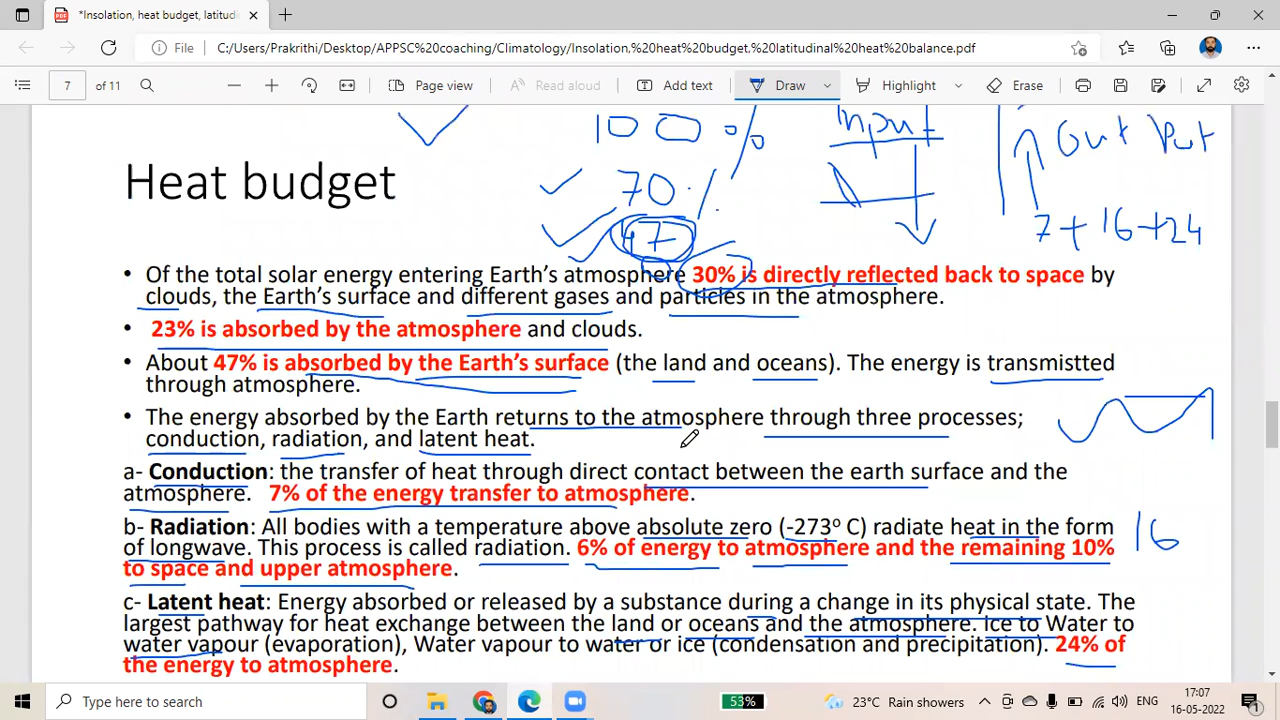 *Insolation, heat budget, latitudi
File
C:/Users/Prakrithi/Desktop/APPSC%20coaching/Climatology/Insolation,%20heat%20budget,%20latitudinal%20heat%20balance.pdf
7 of 11
Page view
Read aloud
Add text
Draw
Highlight
Erase
100 %
Input
Out Put
Heat budget
70 %
47
7+16+24
• Of the total solar energy entering Earth's atmosphere 30% is directly reflected back to space by
clouds, the Earth's surface and different gases and particles in the atmosphere.
• 23% is absorbed by the atmosphere and clouds.
• About 47% is absorbed by the Earth's surface (the land and oceans). The energy is transmitted
through atmosphere.
• The energy absorbed by the Earth returns to the atmosphere through three processes;
conduction, radiation, and latent heat.
a- Conduction: the transfer of heat through direct contact between the earth surface and the
atmosphere. 7% of the energy transfer to atmosphere.
b- Radiation: All bodies with a temperature above absolute zero (-273º C) radiate heat in the form
of longwave. This process is called radiation. 6% of energy to atmosphere and the remaining 10%
to space and upper atmosphere.
16
c- Latent heat: Energy absorbed or released by a substance during a change in its physical state. The
largest pathway for heat exchange between the land or oceans and the atmosphere. Ice to Water to
water vapour (evaporation), Water vapour to water or ice (condensation and precipitation). 24% of
the energy to atmosphere.
Type here to search
53%
23°C Rain showers
ENG
17:07
16-05-2022
1